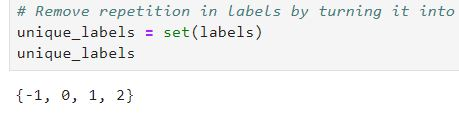 # Remove repetition in labels by turning it into
unique_labels = set(labels)
unique_labels
{-1, 0, 1, 2}